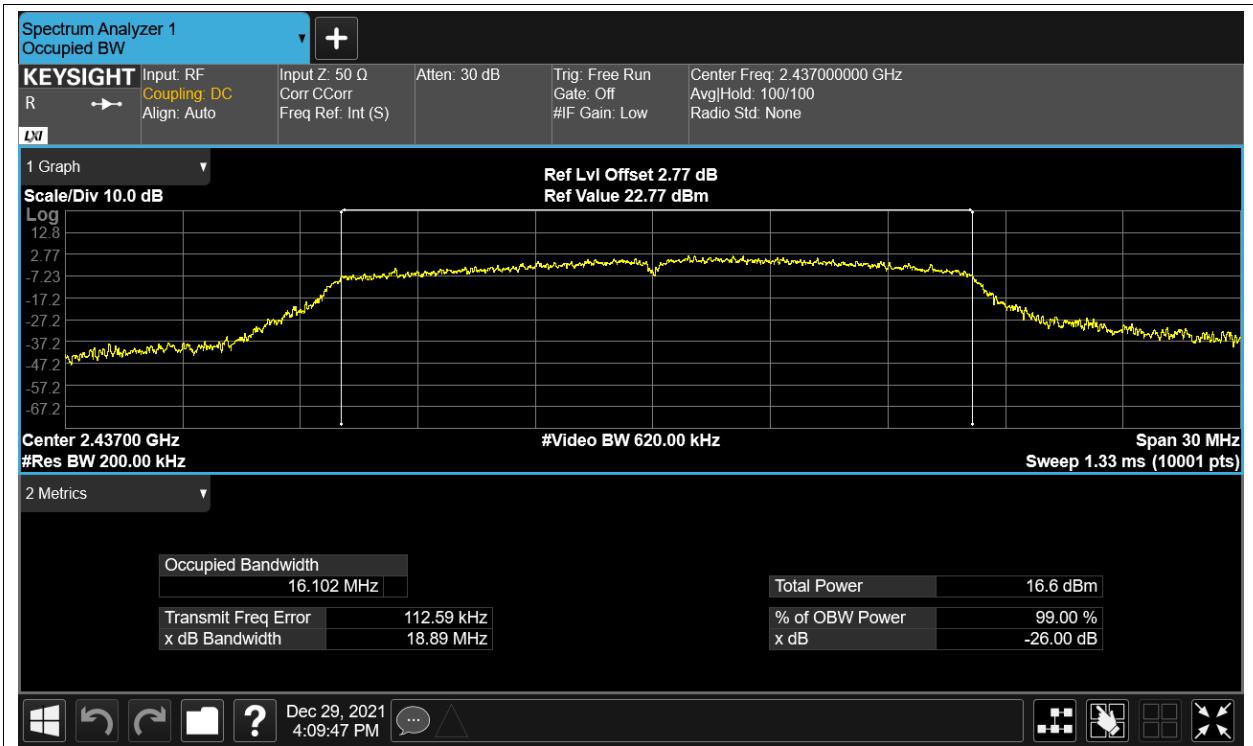 Spectrum Analyzer 1
Occupied BW
KEYSIGHT
R
LXI
Input: RF
Coupling: DC
Align: Auto
Input Z: 50 Ω
Corr CCorr
Freq Ref: Int (S)
Atten: 30 dB
Trig: Free Run
Gate: Off
#IF Gain: Low
Center Freq: 2.437000000 GHz
Avg|Hold: 100/100
Radio Std: None
1 Graph
Scale/Div 10.0 dB
Ref Lvl Offset 2.77 dB
Ref Value 22.77 dBm
Log
12.8
2.77
-7.23
-17.2
-27.2
-37.2
-47.2
-57.2
-67.2
Center 2.43700 GHz
#Video BW 620.00 kHz
Span 30 MHz
#Res BW 200.00 kHz
Sweep 1.33 ms (10001 pts)
2 Metrics
Occupied Bandwidth
16.102 MHz
Total Power 16.6 dBm
Transmit Freq Error 112.59 kHz
% of OBW Power 99.00 %
x dB Bandwidth 18.89 MHz
x dB -26.00 dB
?
Dec 29, 2021
4:09:47 PM